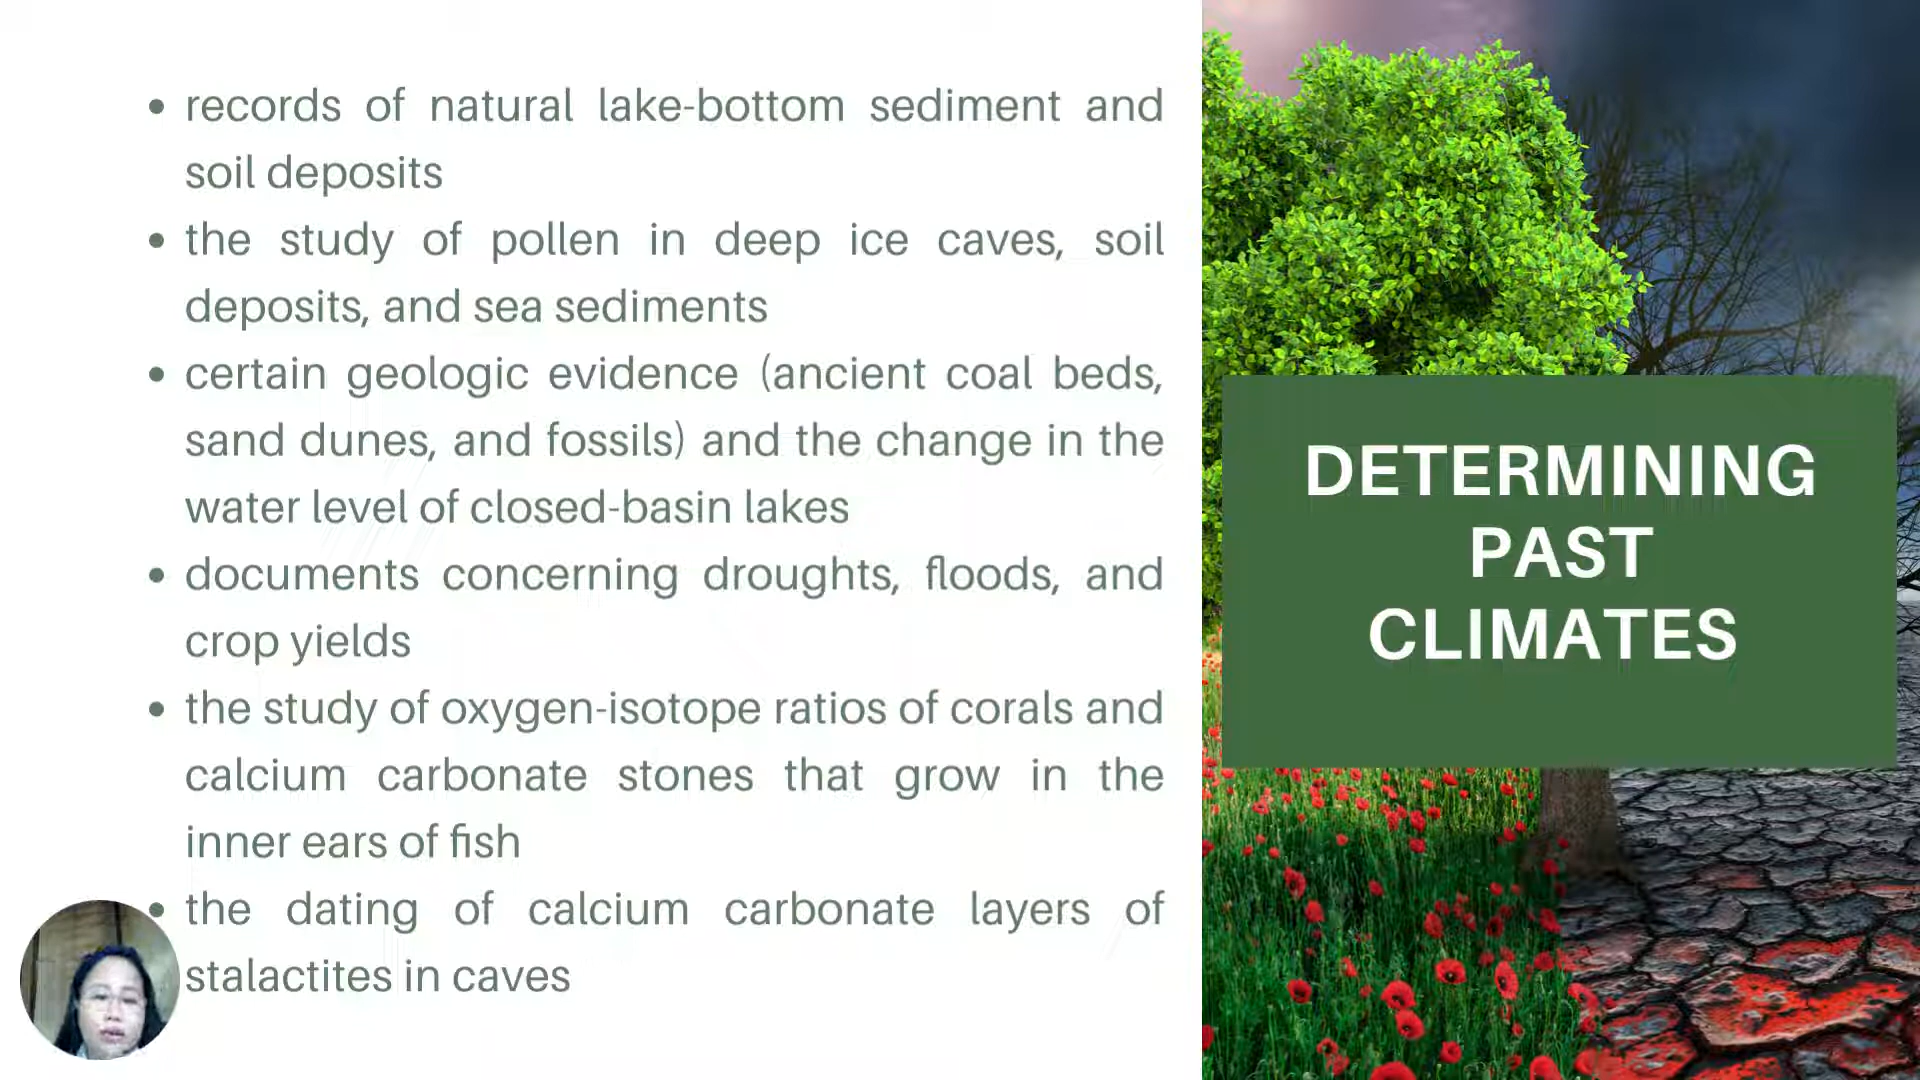 records of natural lake-bottom sediment and
soil deposits
the study of pollen in deep ice caves, soil
deposits, and sea sediments
certain geologic evidence (ancient coal beds,
sand dunes, and fossils) and the change in the
water level of closed-basin lakes
documents concerning droughts, floods, and
crop yields
the study of oxygen-isotope ratios of corals and
calcium carbonate stones that grow in the
inner ears of fish
the dating of calcium carbonate layers of
stalactites in caves
DETERMINING
PAST
CLIMATES